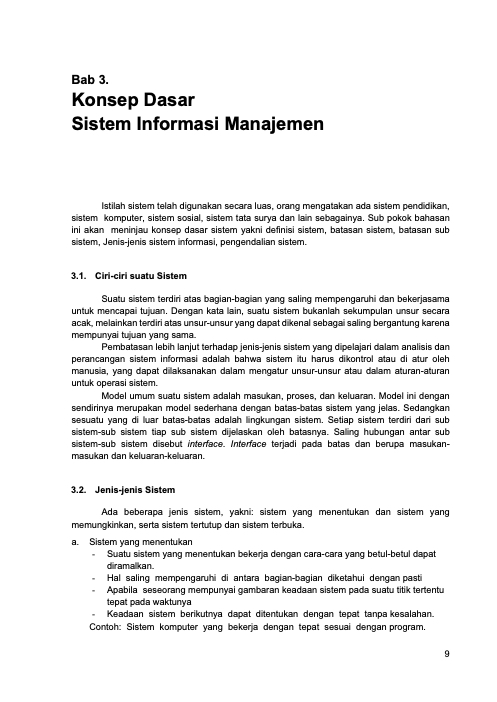 Bab 3.
Konsep Dasar
Sistem Informasi Manajemen
Istilah sistem telah digunakan secara luas, orang mengatakan ada sistem pendidikan,
sistem komputer, sistem sosial, sistem tata surya dan lain sebagainya. Sub pokok bahasan
ini akan meninjau konsep dasar sistem yakni definisi sistem, batasan sistem, batasan sub
sistem, Jenis-jenis sistem informasi, pengendalian sistem.
3.1. Ciri-ciri suatu Sistem
Suatu sistem terdiri atas bagian-bagian yang saling mempengaruhi dan bekerjasama
untuk mencapai tujuan. Dengan kata lain, suatu sistem bukanlah sekumpulan unsur secara
acak, melainkan terdiri atas unsur-unsur yang dapat dikenal sebagai saling bergantung karena
mempunyai tujuan yang sama.
Pembatasan lebih lanjut terhadap jenis-jenis sistem yang dipelajari dalam analisis dan
perancangan sistem informasi adalah bahwa sistem itu harus dikontrol atau di atur oleh
manusia, yang dapat dilaksanakan dalam mengatur unsur-unsur atau dalam aturan-aturan
untuk operasi sistem.
Model umum suatu sistem adalah masukan, proses, dan keluaran. Model ini dengan
sendirinya merupakan model sederhana dengan batas-batas sistem yang jelas. Sedangkan
sesuatu yang di luar batas-batas adalah lingkungan sistem. Setiap sistem terdiri dari sub
sistem-sub sistem tiap sub sistem dijelaskan oleh batasnya. Saling hubungan antar sub
sistem-sub sistem disebut interface. Interface terjadi pada batas dan berupa masukan-
masukan dan keluaran-keluaran.
3.2. Jenis-jenis Sistem
Ada beberapa jenis sistem, yakni: sistem yang menentukan dan sistem yang
memungkinkan, serta sistem tertutup dan sistem terbuka.
a. Sistem yang menentukan
- Suatu sistem yang menentukan bekerja dengan cara-cara yang betul-betul dapat
diramalkan.
- Hal saling mempengaruhi di antara bagian-bagian diketahui dengan pasti
- Apabila seseorang mempunyai gambaran keadaan sistem pada suatu titik tertentu
tepat pada waktunya
- Keadaan sistem berikutnya dapat ditentukan dengan tepat tanpa kesalahan.
Contoh: Sistem komputer yang bekerja dengan tepat sesuai dengan program.
9